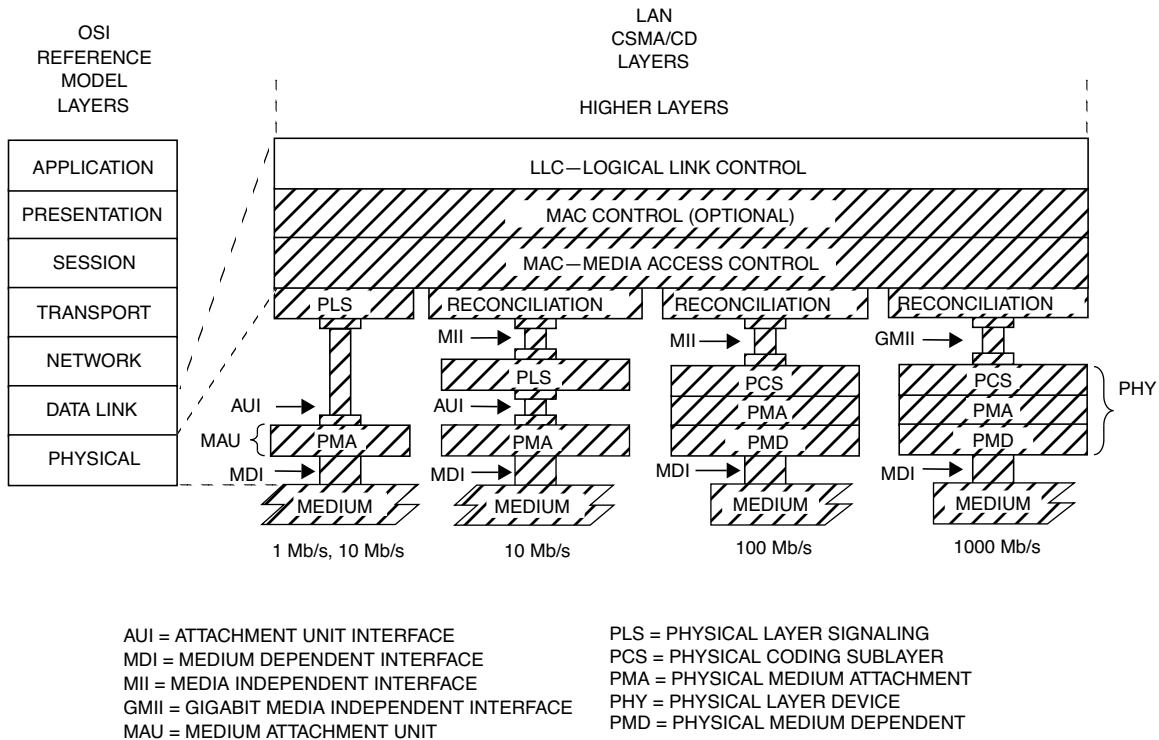 OSI
REFERENCE
MODEL
LAYERS
LAN
CSMA/CD
LAYERS
HIGHER LAYERS
APPLICATION
PRESENTATION
SESSION
TRANSPORT
NETWORK
DATA LINK
PHYSICAL
LLC—LOGICAL LINK CONTROL
MAC CONTROL (OPTIONAL)
MAC—MEDIA ACCESS CONTROL
PLS
AUI
MAU
PMA
MDI
MEDIUM
1 Mb/s, 10 Mb/s
RECONCILIATION
MII
PLS
AUI
PMA
MDI
MEDIUM
10 Mb/s
RECONCILIATION
MII
PCS
PMA
PMD
MDI
MEDIUM
100 Mb/s
RECONCILIATION
GMII
PCS
PMA
PMD
PHY
MDI
MEDIUM
1000 Mb/s
AUI = ATTACHMENT UNIT INTERFACE
MDI = MEDIUM DEPENDENT INTERFACE
MII = MEDIA INDEPENDENT INTERFACE
GMII = GIGABIT MEDIA INDEPENDENT INTERFACE
MAU = MEDIUM ATTACHMENT UNIT
PLS = PHYSICAL LAYER SIGNALING
PCS = PHYSICAL CODING SUBLAYER
PMA = PHYSICAL MEDIUM ATTACHMENT
PHY = PHYSICAL LAYER DEVICE
PMD = PHYSICAL MEDIUM DEPENDENT